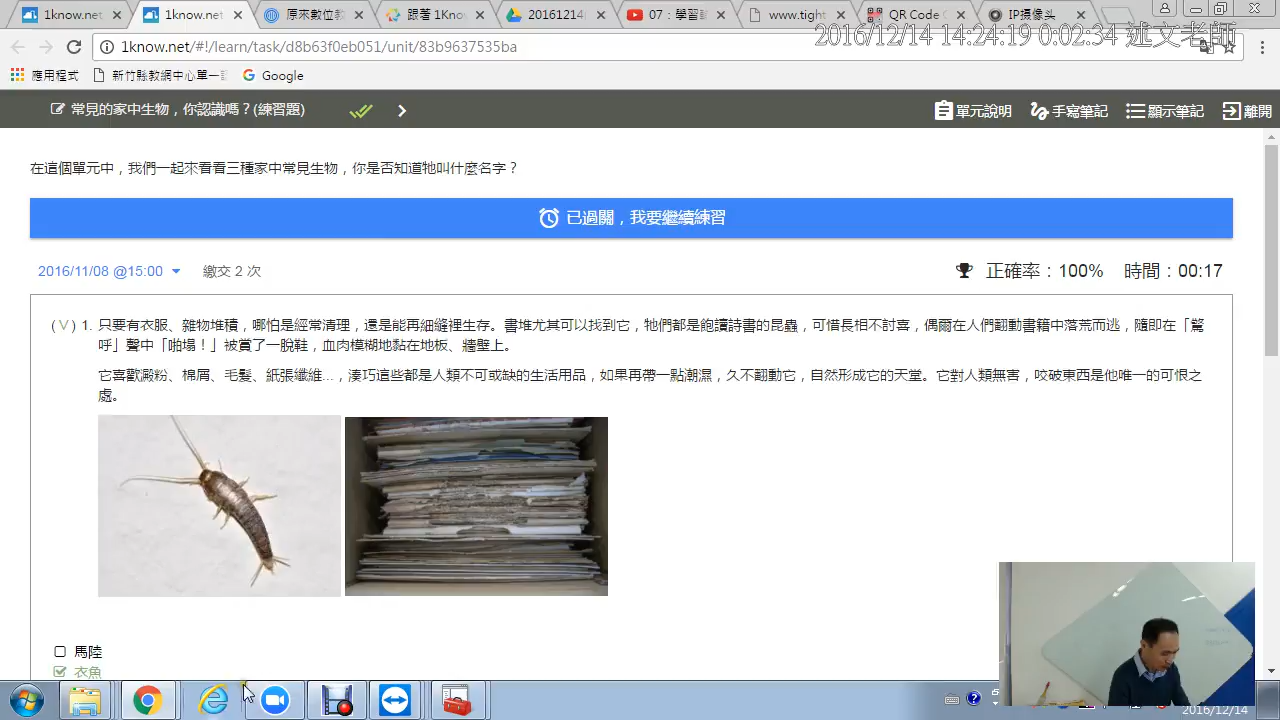 1know.net
1know.net
原來數位教
跟著 1Know
20161214
07：學習
www.tight
QR Code
IP摄像头
2016/12/14 14:24:19 0:02:34 述文老師
1know.net/#!/learn/task/d8b63f0eb051/unit/83b9637535ba
應用程式
新竹縣教網中心單一
Google
常見的家中生物，你認識嗎？(練習題)
單元說明
手寫筆記
顯示筆記
離開
在這個單元中，我們一起來看看三種家中常見生物，你是否知道牠叫什麼名字？
已過關，我要繼續練習
2016/11/08 @15:00
繳交 2 次
正確率：100%
時間：00:17
( V ) 1. 只要有衣服、雜物堆積，哪怕是經常清理，還是能再細縫裡生存。書堆尤其可以找到它，牠們都是飽讀詩書的昆蟲，可惜長相不討喜，偶爾在人們翻動書籍中落荒而逃，隨即在「驚
呼」聲中「啪塌！」被賞了一脫鞋，血肉模糊地黏在地板、牆壁上。
它喜歡澱粉、棉屑、毛髮、紙張纖維...，湊巧這些都是人類不可或缺的生活用品，如果再帶一點潮濕，久不翻動它，自然形成它的天堂。它對人類無害，咬破東西是他唯一的可恨之
處。
馬陸
衣魚
2016/12/14